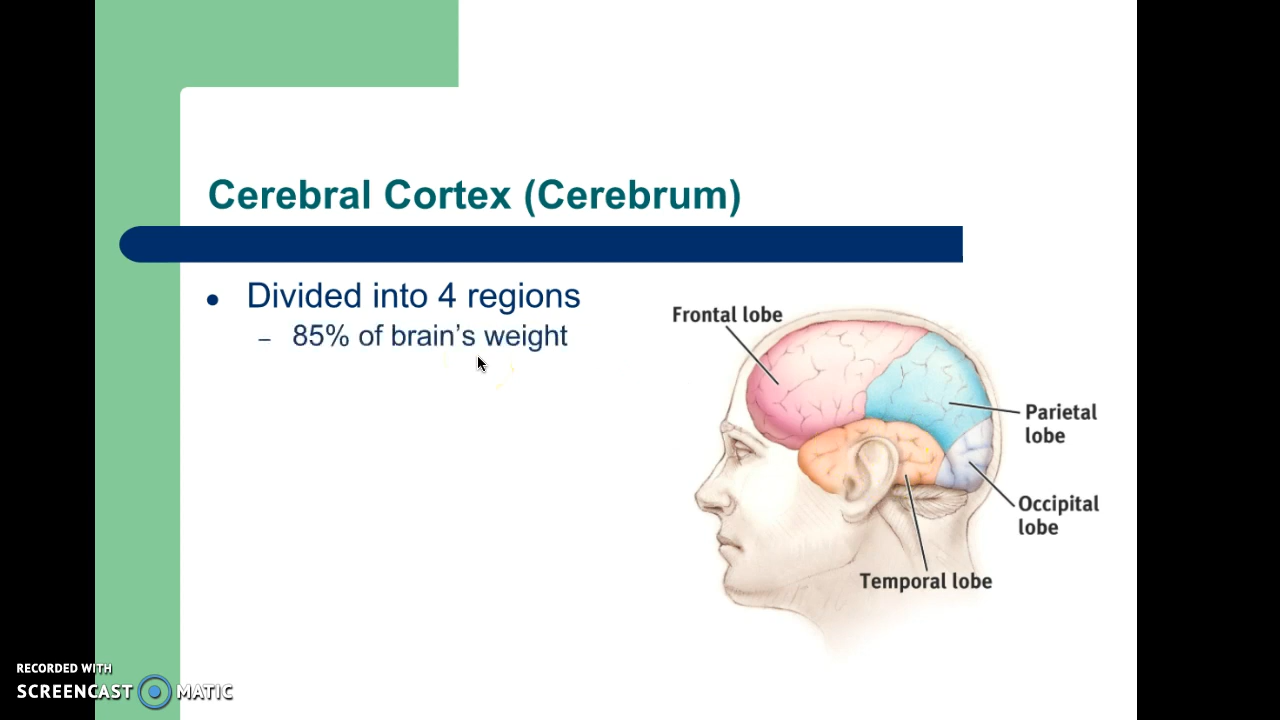 Cerebral Cortex (Cerebrum)
● Divided into 4 regions
– 85% of brain's weight
Frontal lobe
Parietal
lobe
Occipital
lobe
Temporal lobe
RECORDED WITH
SCREENCAST MATIC